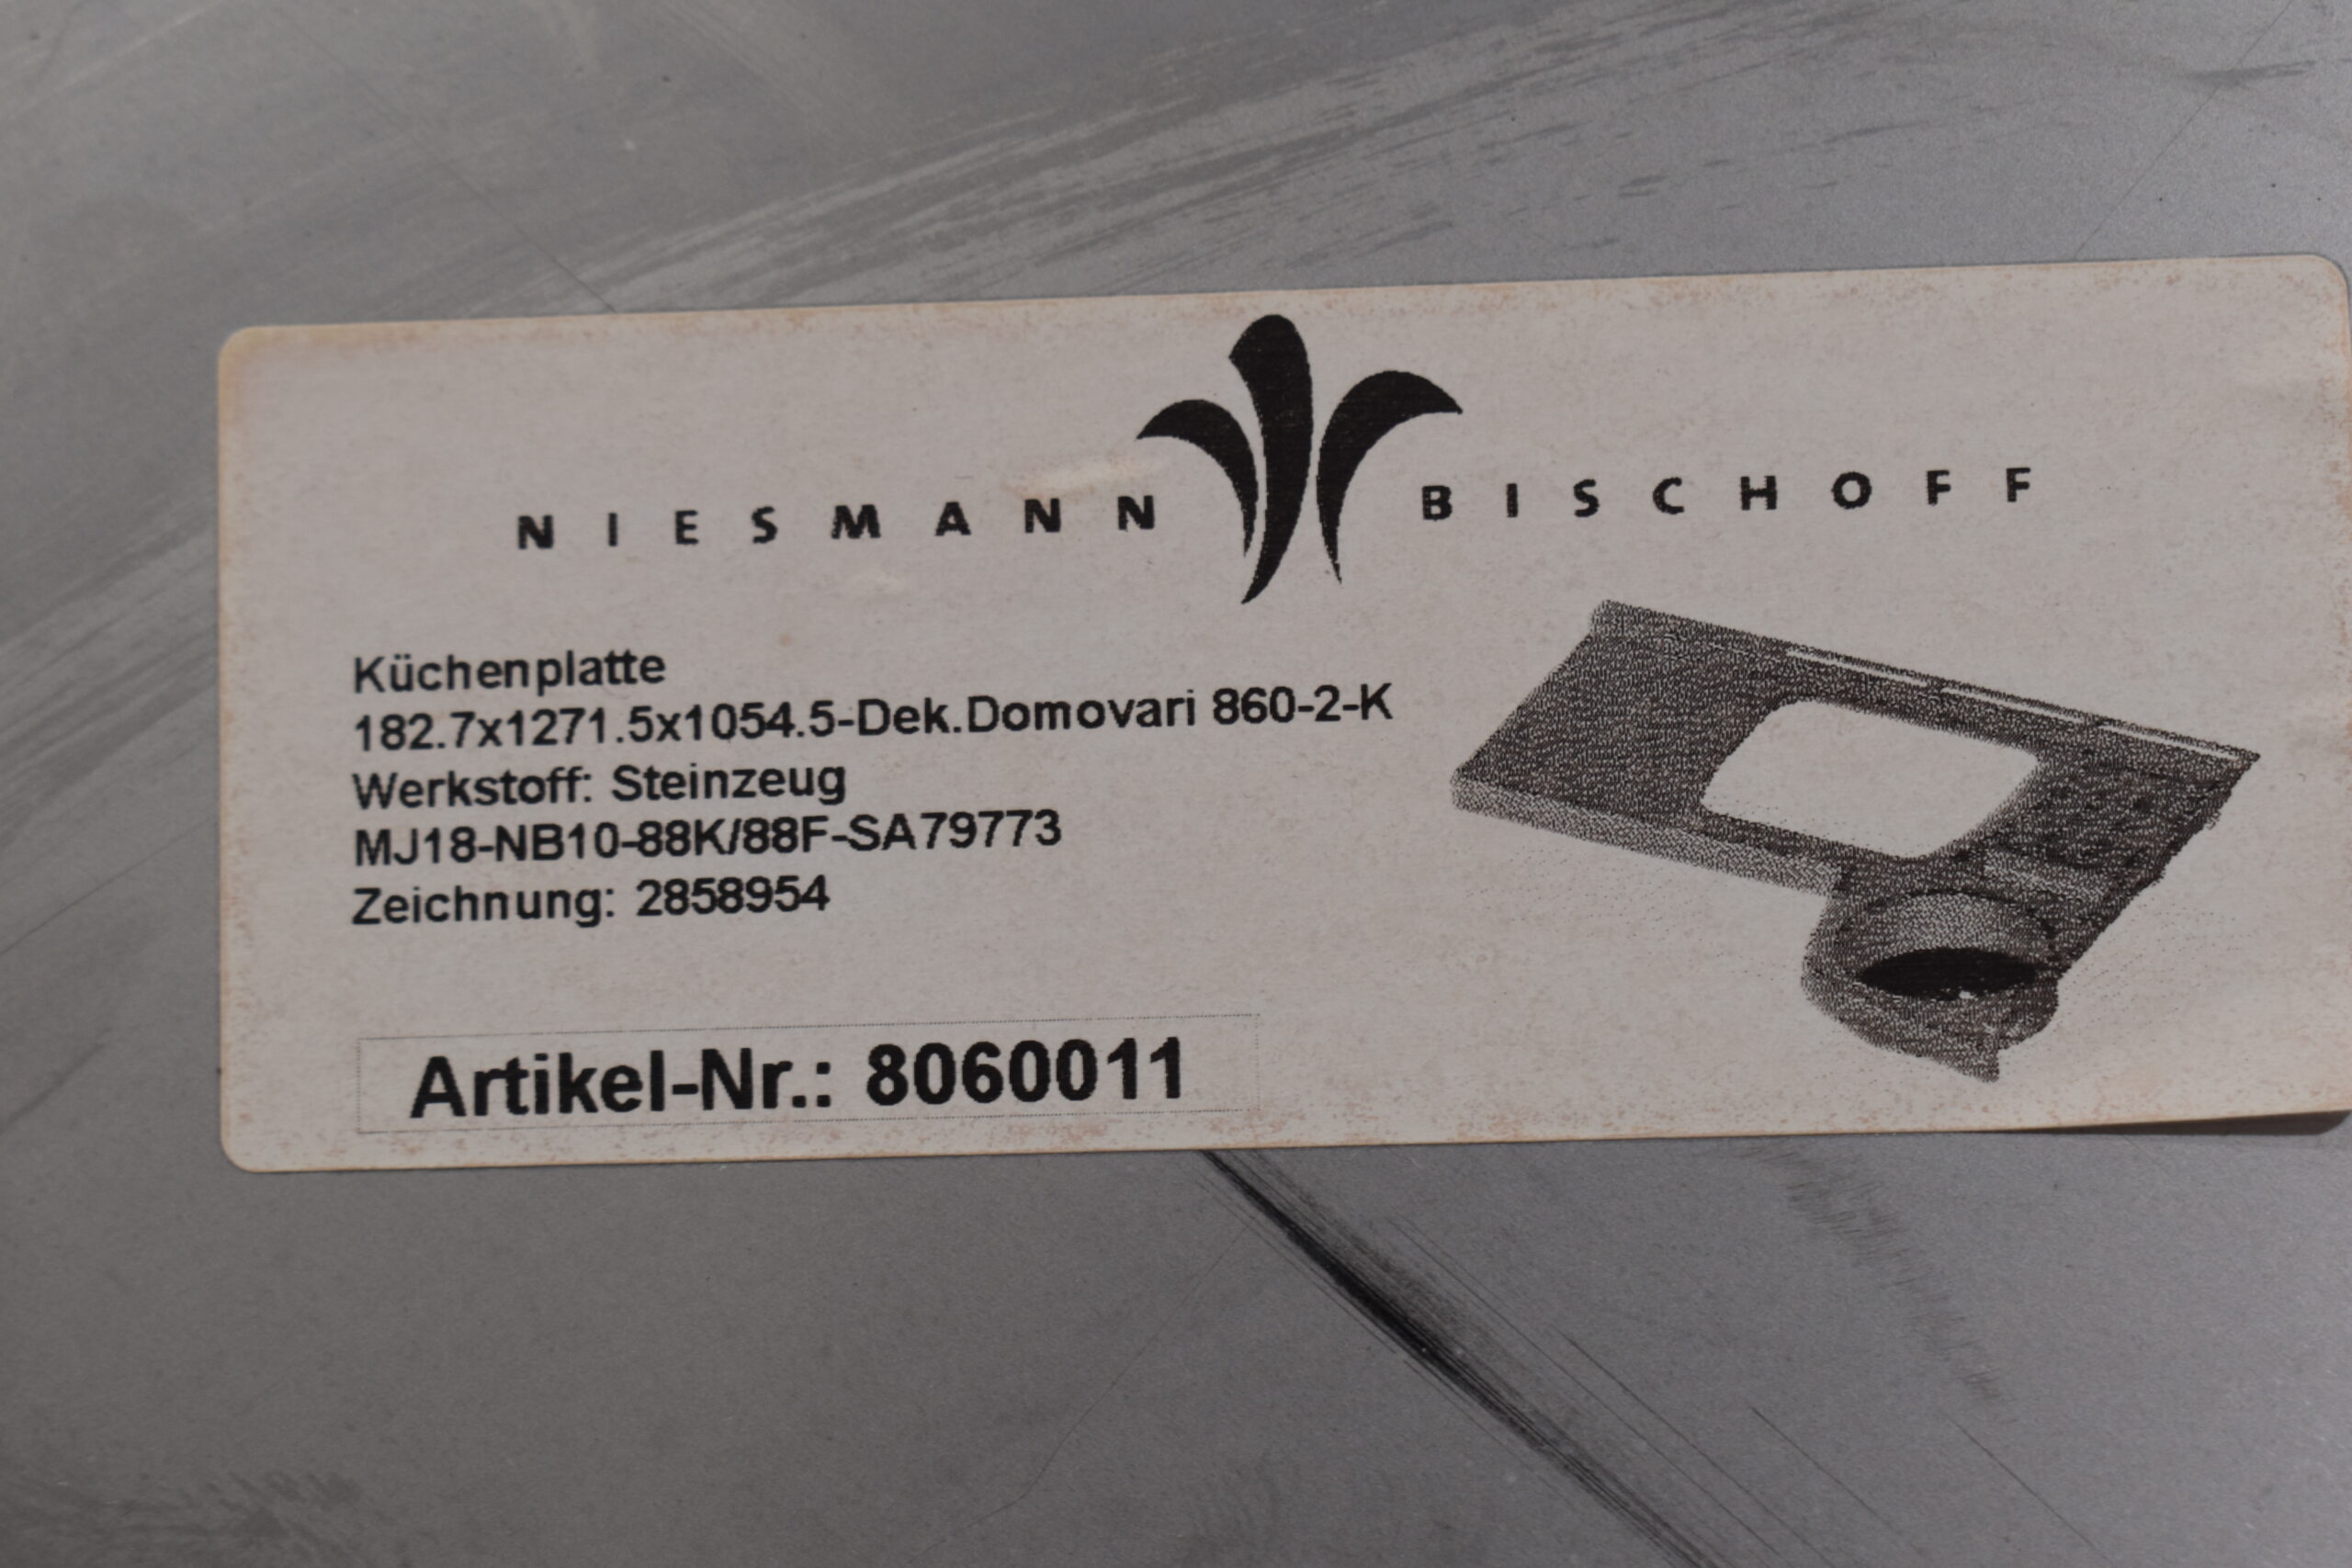 NIESMANN BISCHOFF
Küchenplatte
182.7x1271.5x1054.5-Dek.Domovari 860-2-K
Werkstoff: Steinzeug
MJ18-NB10-88K/88F-SA79773
Zeichnung: 2858954
Artikel-Nr.: 8060011